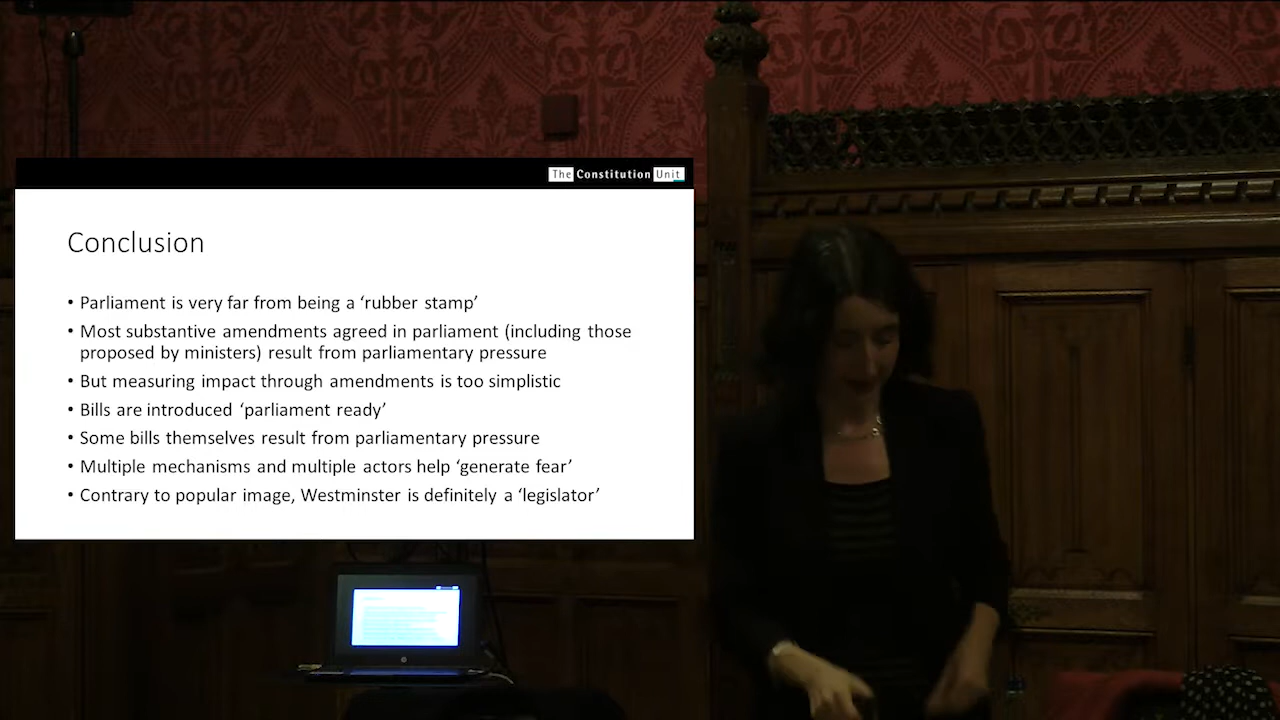 The Constitution Unit
Conclusion
• Parliament is very far from being a ‘rubber stamp’
• Most substantive amendments agreed in parliament (including those
proposed by ministers) result from parliamentary pressure
• But measuring impact through amendments is too simplistic
• Bills are introduced ‘parliament ready’
• Some bills themselves result from parliamentary pressure
• Multiple mechanisms and multiple actors help ‘generate fear’
• Contrary to popular image, Westminster is definitely a ‘legislator’